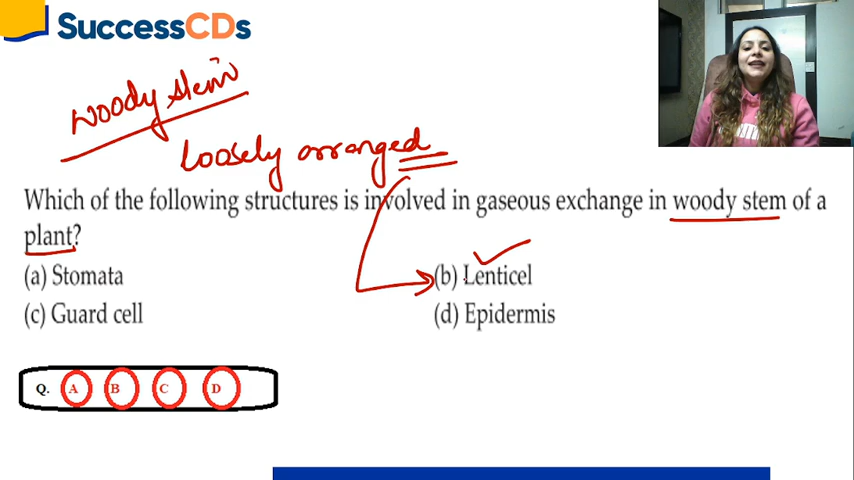 SuccessCDs
woody stem
loosely arranged
Which of the following structures is involved in gaseous exchange in woody stem of a
plant?
(a) Stomata
(b) Lenticel
(c) Guard cell
(d) Epidermis
Q. A B C D